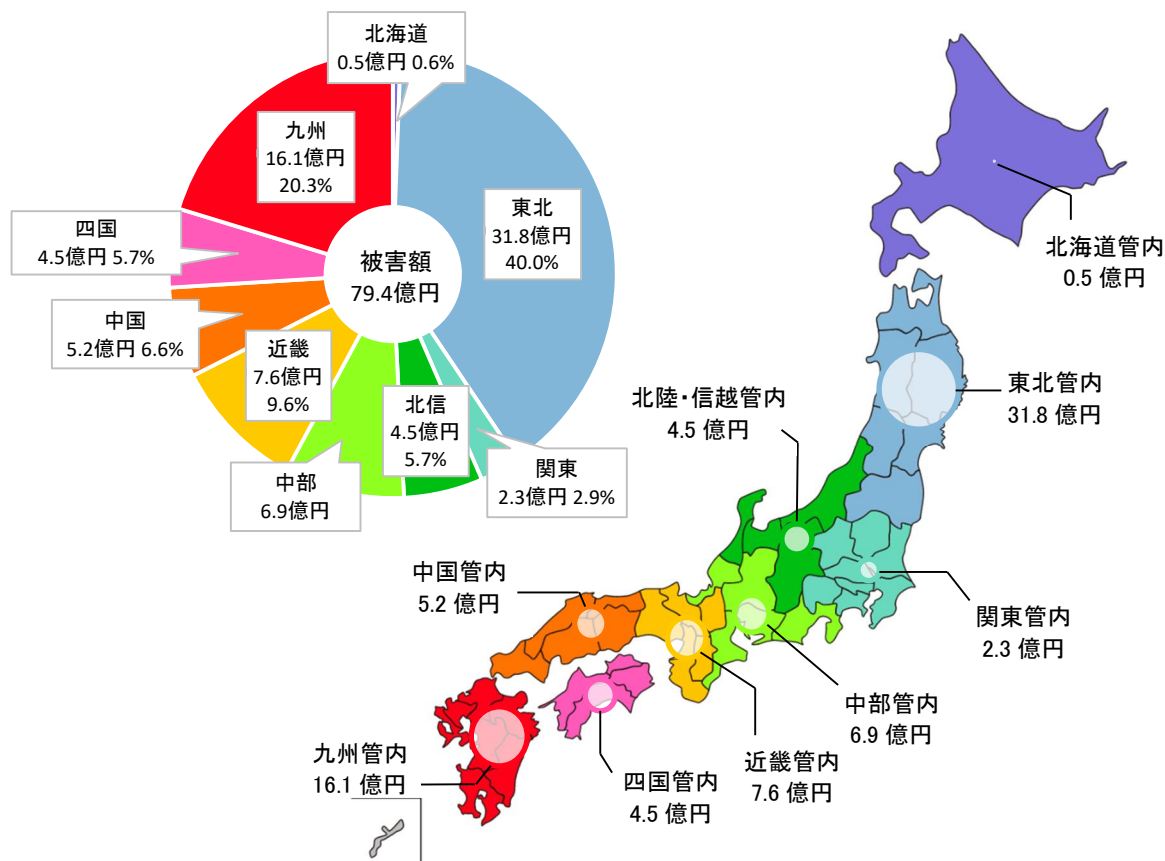 北海道
0.5億円 0.6%
九州
16.1億円
20.3%
東北
31.8億円
40.0%
四国
4.5億円 5.7%
被害額
79.4億円
中国
5.2億円 6.6%
近畿
7.6億円
9.6%
北信
4.5億円
5.7%
中部
6.9億円
関東
2.3億円 2.9%
北海道管内
0.5 億円
東北管内
31.8 億円
北陸・信越管内
4.5 億円
中国管内
5.2 億円
関東管内
2.3 億円
中部管内
6.9 億円
近畿管内
7.6 億円
四国管内
4.5 億円
九州管内
16.1 億円